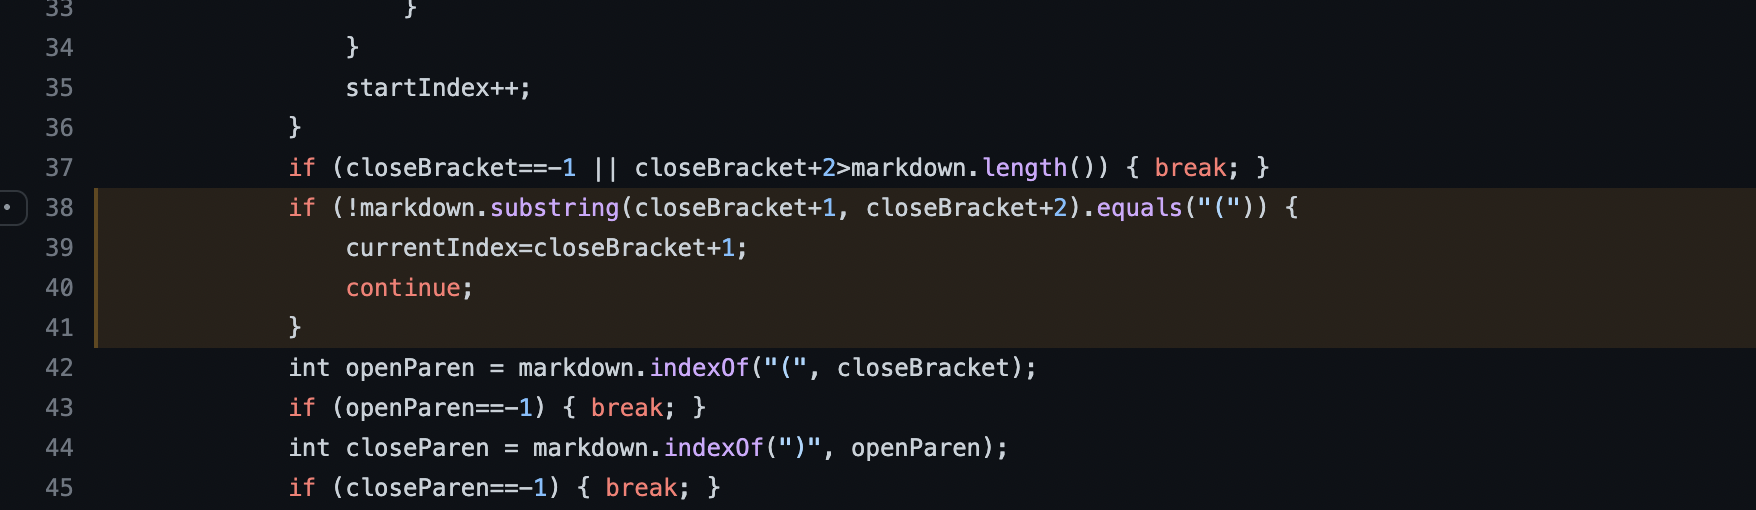 33 }
34 }
35 startIndex++;
36 }
37 if (closeBracket==-1 || closeBracket+2>markdown.length()) { break; }
38 if (!markdown.substring(closeBracket+1, closeBracket+2).equals("(")) {
39 currentIndex=closeBracket+1;
40 continue;
41 }
42 int openParen = markdown.indexOf("(", closeBracket);
43 if (openParen==-1) { break; }
44 int closeParen = markdown.indexOf(")", openParen);
45 if (closeParen==-1) { break; }